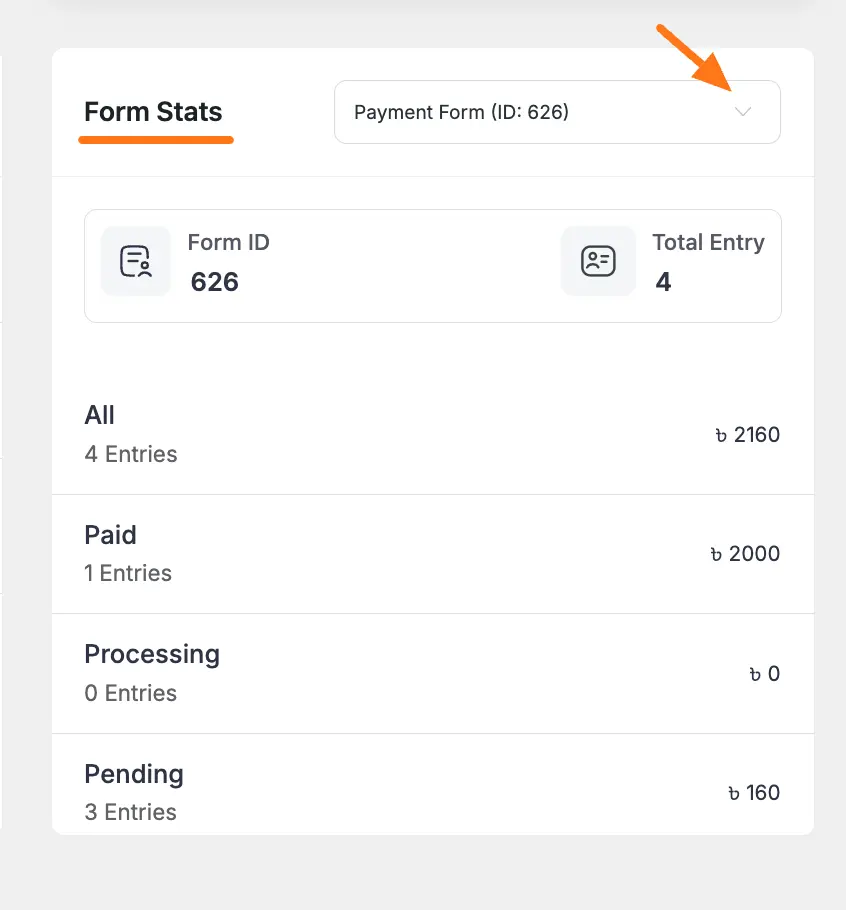 Form Stats
Payment Form (ID: 626)
Form ID
626
Total Entry
4
All
4 Entries
৳ 2160
Paid
1 Entries
৳ 2000
Processing
0 Entries
৳ 0
Pending
3 Entries
৳ 160